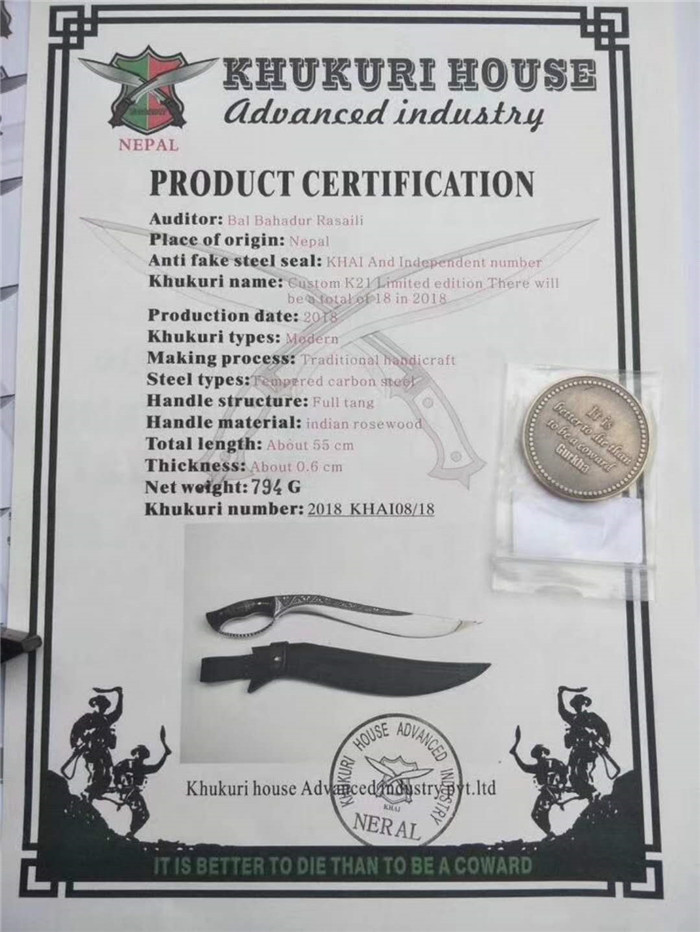 KHUKURI HOUSE
Advanced industry
NEPAL
PRODUCT CERTIFICATION
Auditor: Bal Bahadur Rasaili
Place of origin: Nepal
Anti fake steel seal: KHAI And Independent number
Khukuri name: Custom K21 Limited edition There will
be a total of 18 in 2018
Production date: 2018
Khukuri types: Modern
Making process: Traditional handicraft
Steel types: Tempered carbon steel
Handle structure: Full tang
Handle material: indian rosewood
Total length: About 55 cm
Thickness: About 0.6 cm
Net weight: 794 G
Khukuri number: 2018 KHAI08/18
It is
better to die than
to be a coward
Gurkha
KHUKURI HOUSE ADVANCED INDUSTRY
KHAI
NERAL
Khukuri house Advanced industry pvt.ltd
IT IS BETTER TO DIE THAN TO BE A COWARD